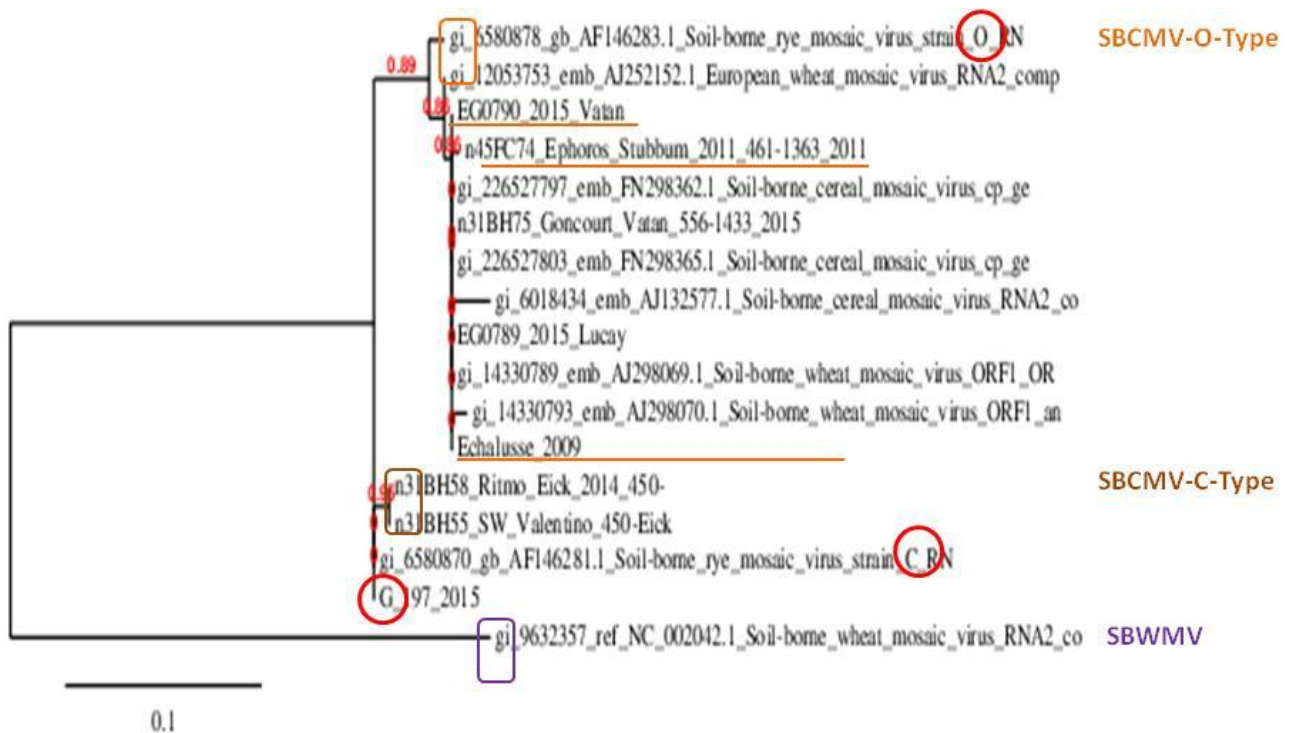 gi_6580878_gb_AF146283.1_Soil-borne_rye_mosaic_virus_strain_O_RN SBCMV-O-Type
0.89
gi_12053753_emb_AJ252152.1_European_wheat_mosaic_virus_RNA2_comp
EG0790_2015_Vatan
n45FC74_Ephoros_Stubbum_2011_461-1363_2011
gi_226527797_emb_FN298362.1_Soil-borne_cereal_mosaic_virus_cp_ge
n31BH75_Goncourt_Vatan_556-1433_2015
gi_226527803_emb_FN298365.1_Soil-borne_cereal_mosaic_virus_cp_ge
gi_6018434_emb_AJ132577.1_Soil-borne_cereal_mosaic_virus_RNA2_co
EG0789_2015_Lucay
gi_14330789_emb_AJ298069.1_Soil-borne_wheat_mosaic_virus_ORF1_OR
gi_14330793_emb_AJ298070.1_Soil-borne_wheat_mosaic_virus_ORF1_an
Echalusse_2009
n31BH58_Ritmo_Eick_2014_450- SBCMV-C-Type
n31BH55_SW_Valentino_450-Eick
gi_6580870_gb_AF146281.1_Soil-borne_rye_mosaic_virus_strain_C_RN
G_197_2015
gi_9632357_ref_NC_002042.1_Soil-borne_wheat_mosaic_virus_RNA2_co SBWMV
0.1